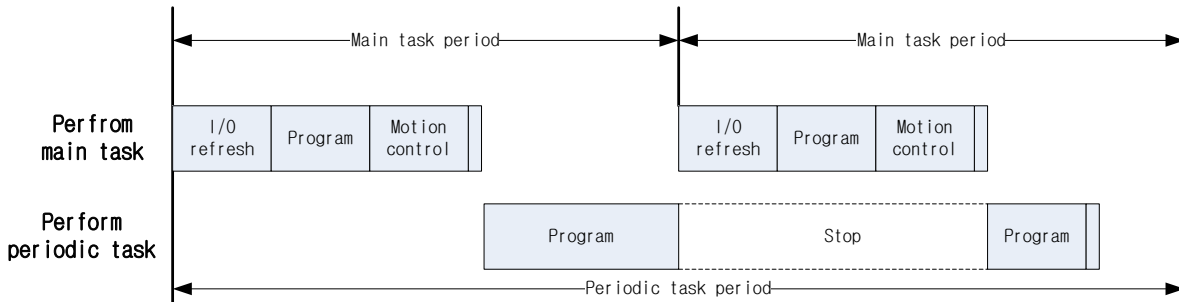 Main task period
Main task period
Perfrom
main task
I/O
refresh
Program
Motion
control
I/O
refresh
Program
Motion
control
Perform
periodic task
Program
Stop
Program
Periodic task period